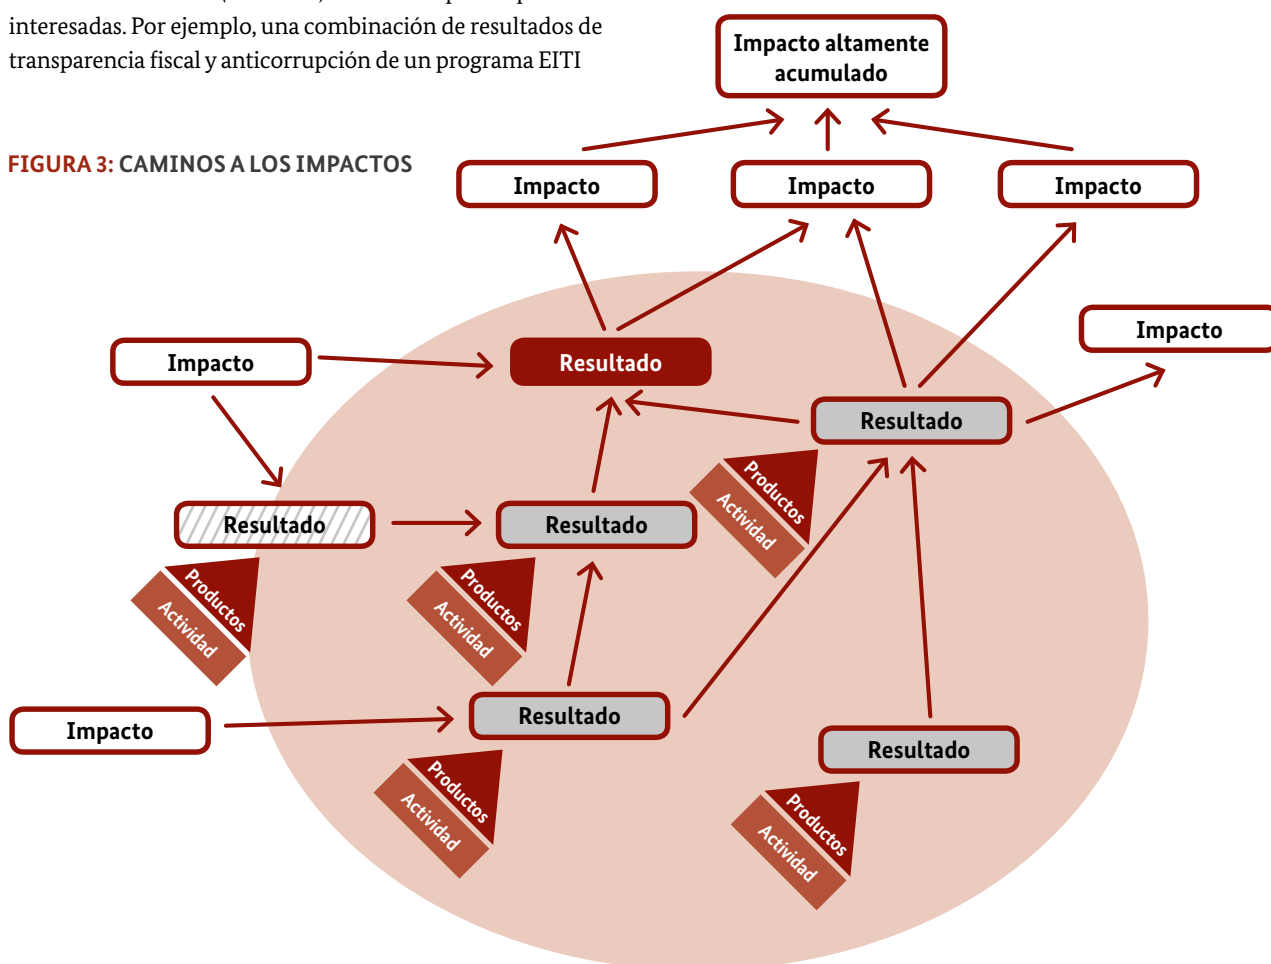 interesadas. Por ejemplo, una combinación de resultados de
transparencia fiscal y anticorrupción de un programa EITI
FIGURA 3: CAMINOS A LOS IMPACTOS
Impacto altamente
acumulado
Impacto
Impacto
Impacto
Impacto
Impacto
Resultado
Resultado
Productos
Actividad
Resultado
Productos
Actividad
Resultado
Productos
Actividad
Impacto
Resultado
Productos
Actividad
Resultado
Productos
Actividad